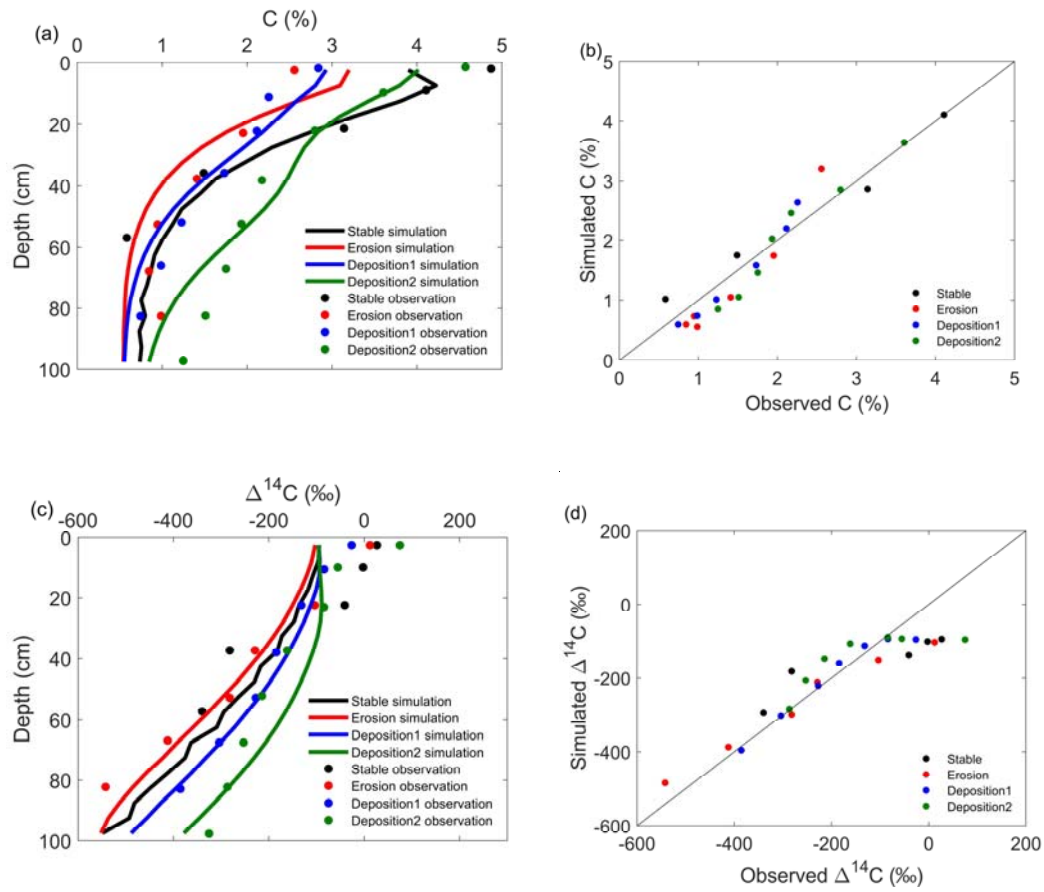 (a)
C (%)
0 1 2 3 4 5
0
20
40
60
80
100
Depth (cm)
Stable simulation
Erosion simulation
Deposition1 simulation
Deposition2 simulation
Stable observation
Erosion observation
Deposition1 observation
Deposition2 observation
(b)
5
4
3
2
1
0
Simulated C (%)
Stable
Erosion
Deposition1
Deposition2
0 1 2 3 4 5
Observed C (%)
(c)
Δ¹⁴C (‰)
-600 -400 -200 0 200
0
20
40
60
80
100
Depth (cm)
Stable simulation
Erosion simulation
Deposition1 simulation
Deposition2 simulation
Stable observation
Erosion observation
Deposition1 observation
Deposition2 observation
(d)
200
0
-200
-400
-600
Simulated Δ¹⁴C (‰)
Stable
Erosion
Deposition1
Deposition2
-600 -400 -200 0 200
Observed Δ¹⁴C (‰)